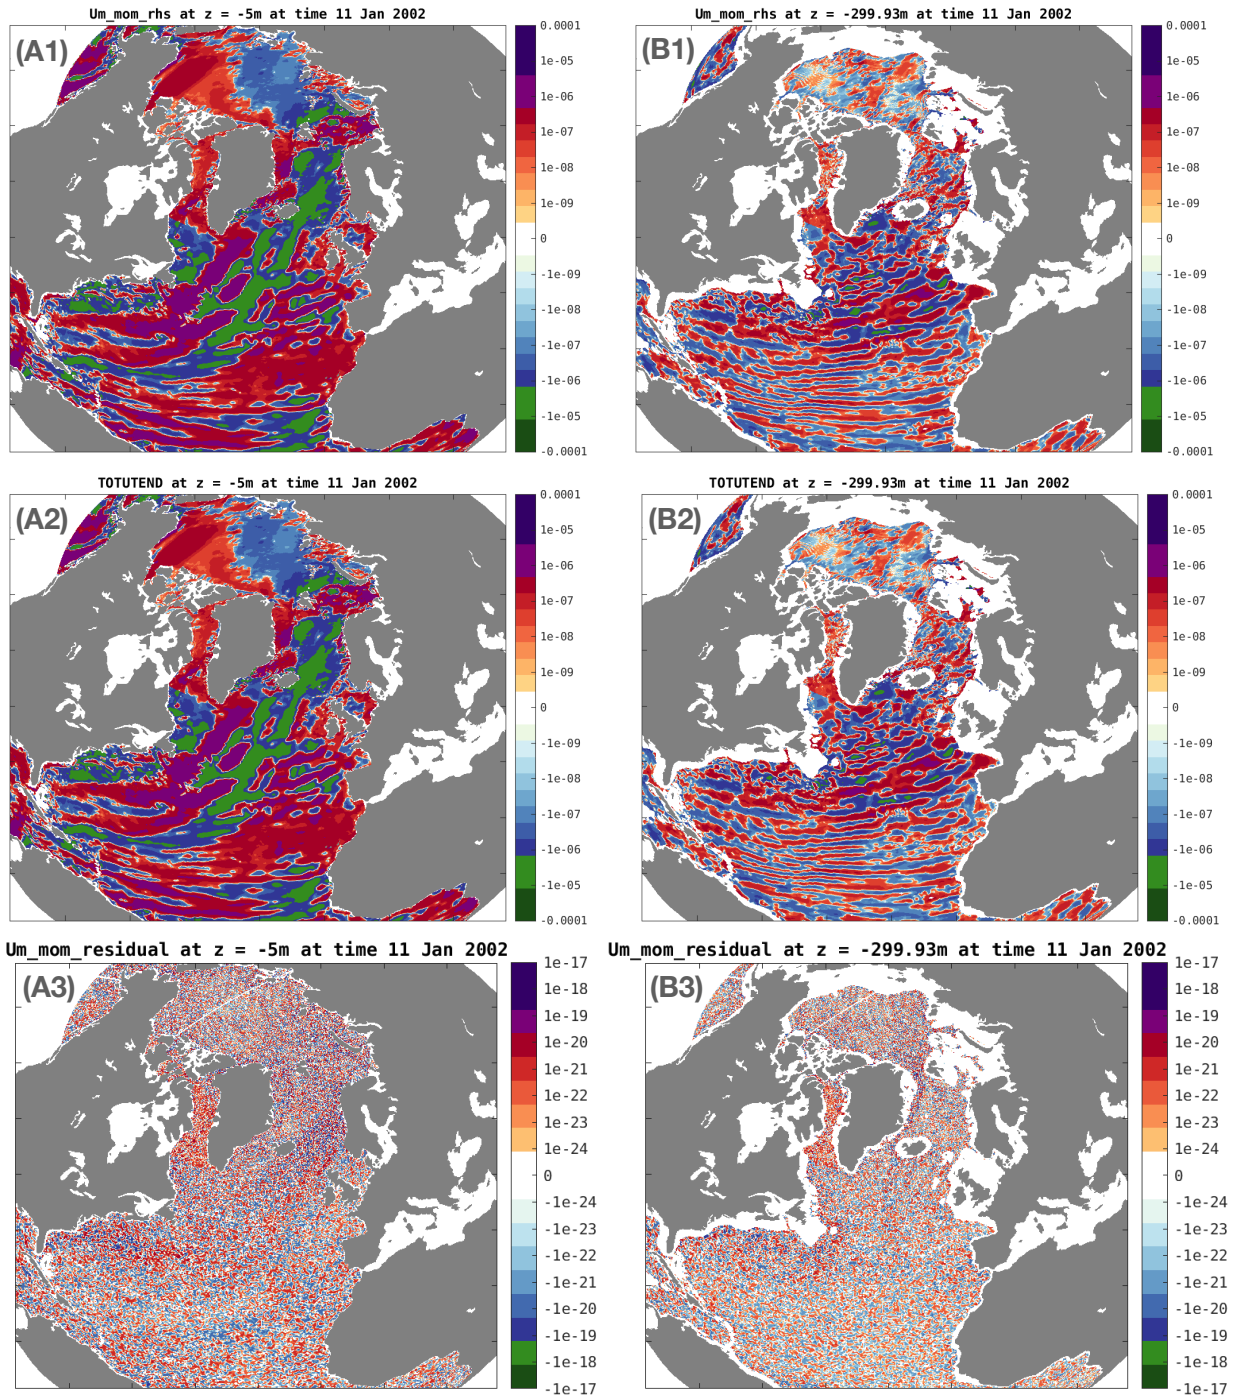 Um_mom_rhs at z = -5m at time 11 Jan 2002
(A1)
0.0001
1e-05
1e-06
1e-07
1e-08
1e-09
0
-1e-09
-1e-08
-1e-07
-1e-06
-1e-05
-0.0001
Um_mom_rhs at z = -299.93m at time 11 Jan 2002
(B1)
0.0001
1e-05
1e-06
1e-07
1e-08
1e-09
0
-1e-09
-1e-08
-1e-07
-1e-06
-1e-05
-0.0001
TOTUTEND at z = -5m at time 11 Jan 2002
(A2)
0.0001
1e-05
1e-06
1e-07
1e-08
1e-09
0
-1e-09
-1e-08
-1e-07
-1e-06
-1e-05
-0.0001
TOTUTEND at z = -299.93m at time 11 Jan 2002
(B2)
0.0001
1e-05
1e-06
1e-07
1e-08
1e-09
0
-1e-09
-1e-08
-1e-07
-1e-06
-1e-05
-0.0001
Um_mom_residual at z = -5m at time 11 Jan 2002
(A3)
1e-17
1e-18
1e-19
1e-20
1e-21
1e-22
1e-23
1e-24
0
-1e-24
-1e-23
-1e-22
-1e-21
-1e-20
-1e-19
-1e-18
-1e-17
Um_mom_residual at z = -299.93m at time 11 Jan 2002
(B3)
1e-17
1e-18
1e-19
1e-20
1e-21
1e-22
1e-23
1e-24
0
-1e-24
-1e-23
-1e-22
-1e-21
-1e-20
-1e-19
-1e-18
-1e-17